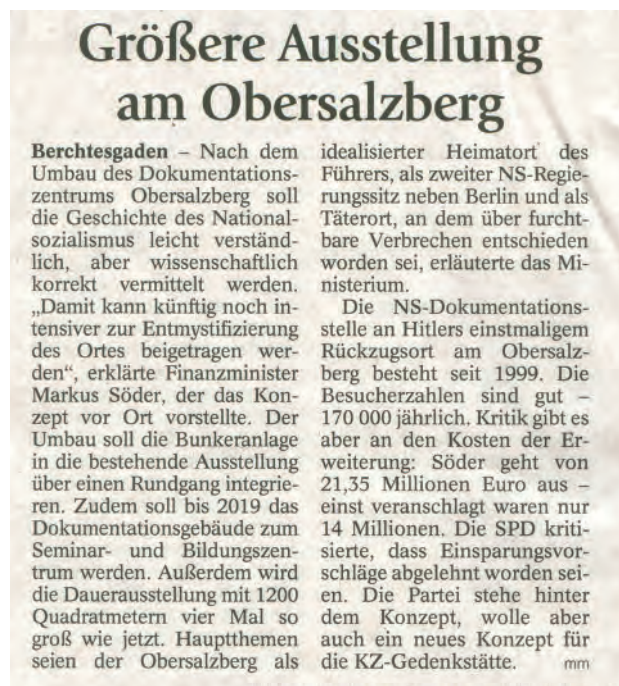 Größere Ausstellung
am Obersalzberg
Berchtesgaden – Nach dem
Umbau des Dokumentations-
zentrums Obersalzberg soll
die Geschichte des National-
sozialismus leicht verständ-
lich, aber wissenschaftlich
korrekt vermittelt werden.
„Damit kann künftig noch in-
tensiver zur Entmystifizierung
des Ortes beigetragen wer-
den“, erklärte Finanzminister
Markus Söder, der das Kon-
zept vor Ort vorstellte. Der
Umbau soll die Bunkeranlage
in die bestehende Ausstellung
über einen Rundgang integrie-
ren. Zudem soll bis 2019 das
Dokumentationsgebäude zum
Seminar- und Bildungszen-
trum werden. Außerdem wird
die Dauerausstellung mit 1200
Quadratmetern vier Mal so
groß wie jetzt. Hauptthemen
seien der Obersalzberg als
idealisierter Heimatort des
Führers, als zweiter NS-Regie-
rungssitz neben Berlin und als
Täterort, an dem über furcht-
bare Verbrechen entschieden
worden sei, erläuterte das Mi-
nisterium.
Die NS-Dokumentations-
stelle an Hitlers einstmaligem
Rückzugsort am Obersalz-
berg besteht seit 1999. Die
Besucherzahlen sind gut –
170 000 jährlich. Kritik gibt es
aber an den Kosten der Er-
weiterung: Söder geht von
21,35 Millionen Euro aus –
einst veranschlagt waren nur
14 Millionen. Die SPD kriti-
sierte, dass Einsparungsvor-
schläge abgelehnt worden sei-
en. Die Partei stehe hinter
dem Konzept, wolle aber
auch ein neues Konzept für
die KZ-Gedenkstätte. mm